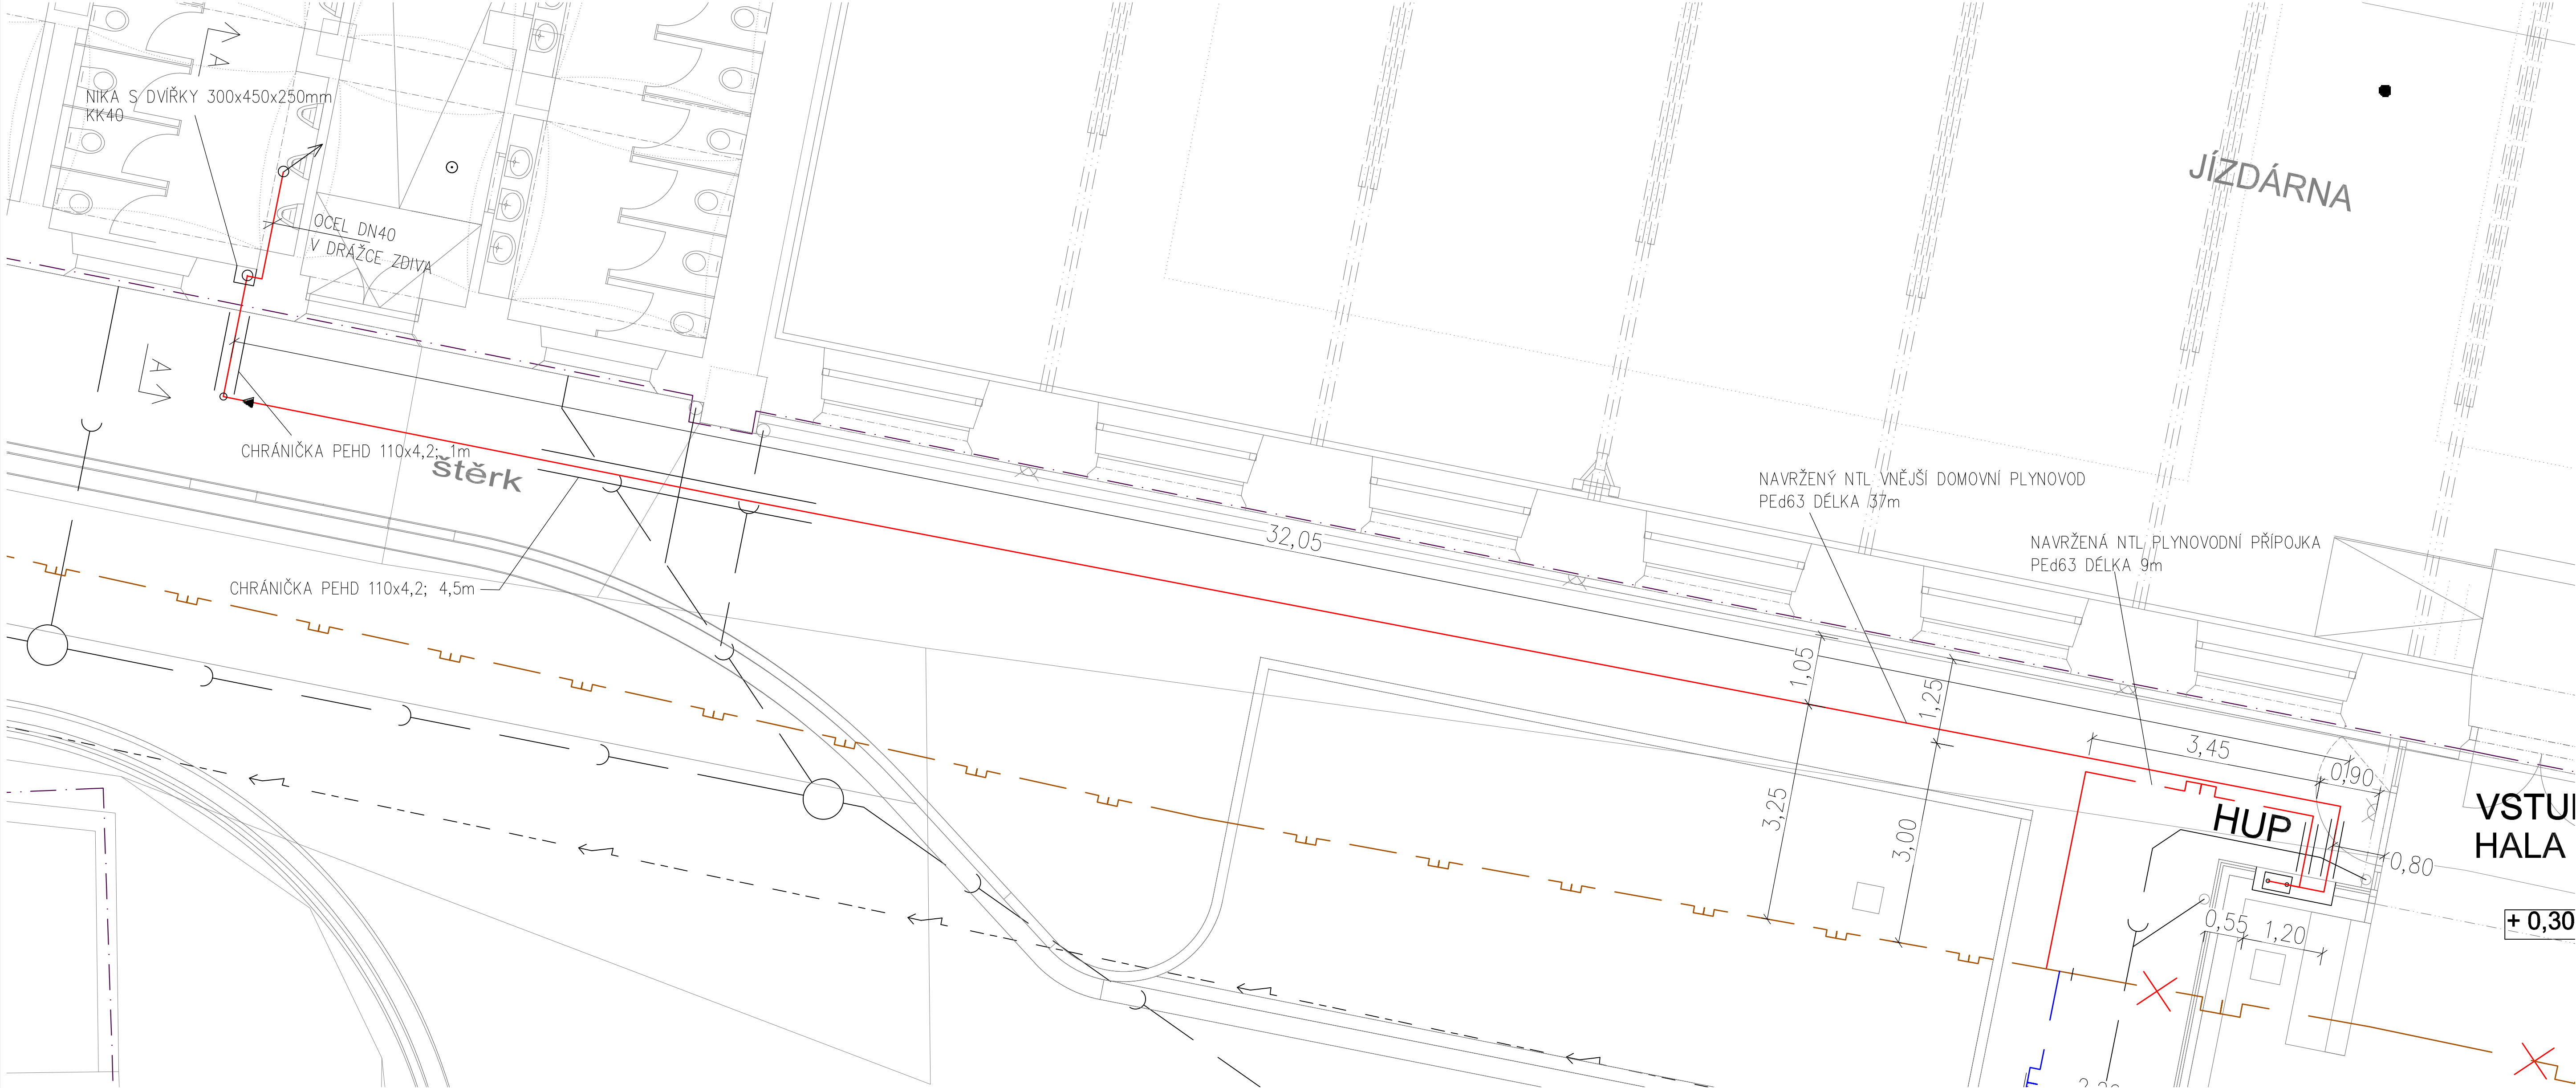 A
NIKA S DVÍŘKY 300x450x250mm
KK40
JÍZDÁRNA
OCEL DN40
V DRÁŽCE ZDIVA
A
CHRÁNIČKA PEHD 110x4,2; 1m
štěrk
NAVRŽENÝ NTL VNĚJŠÍ DOMOVNÍ PLYNOVOD
PEd63 DÉLKA 37m
32,05
NAVRŽENÁ NTL PLYNOVODNÍ PŘÍPOJKA
PEd63 DÉLKA 9m
CHRÁNIČKA PEHD 110x4,2; 4,5m
1,05
1,25
3,45
0,90
3,25
HUP
VSTUP
HALA
3,00
0,80
0,55 1,20
+ 0,30